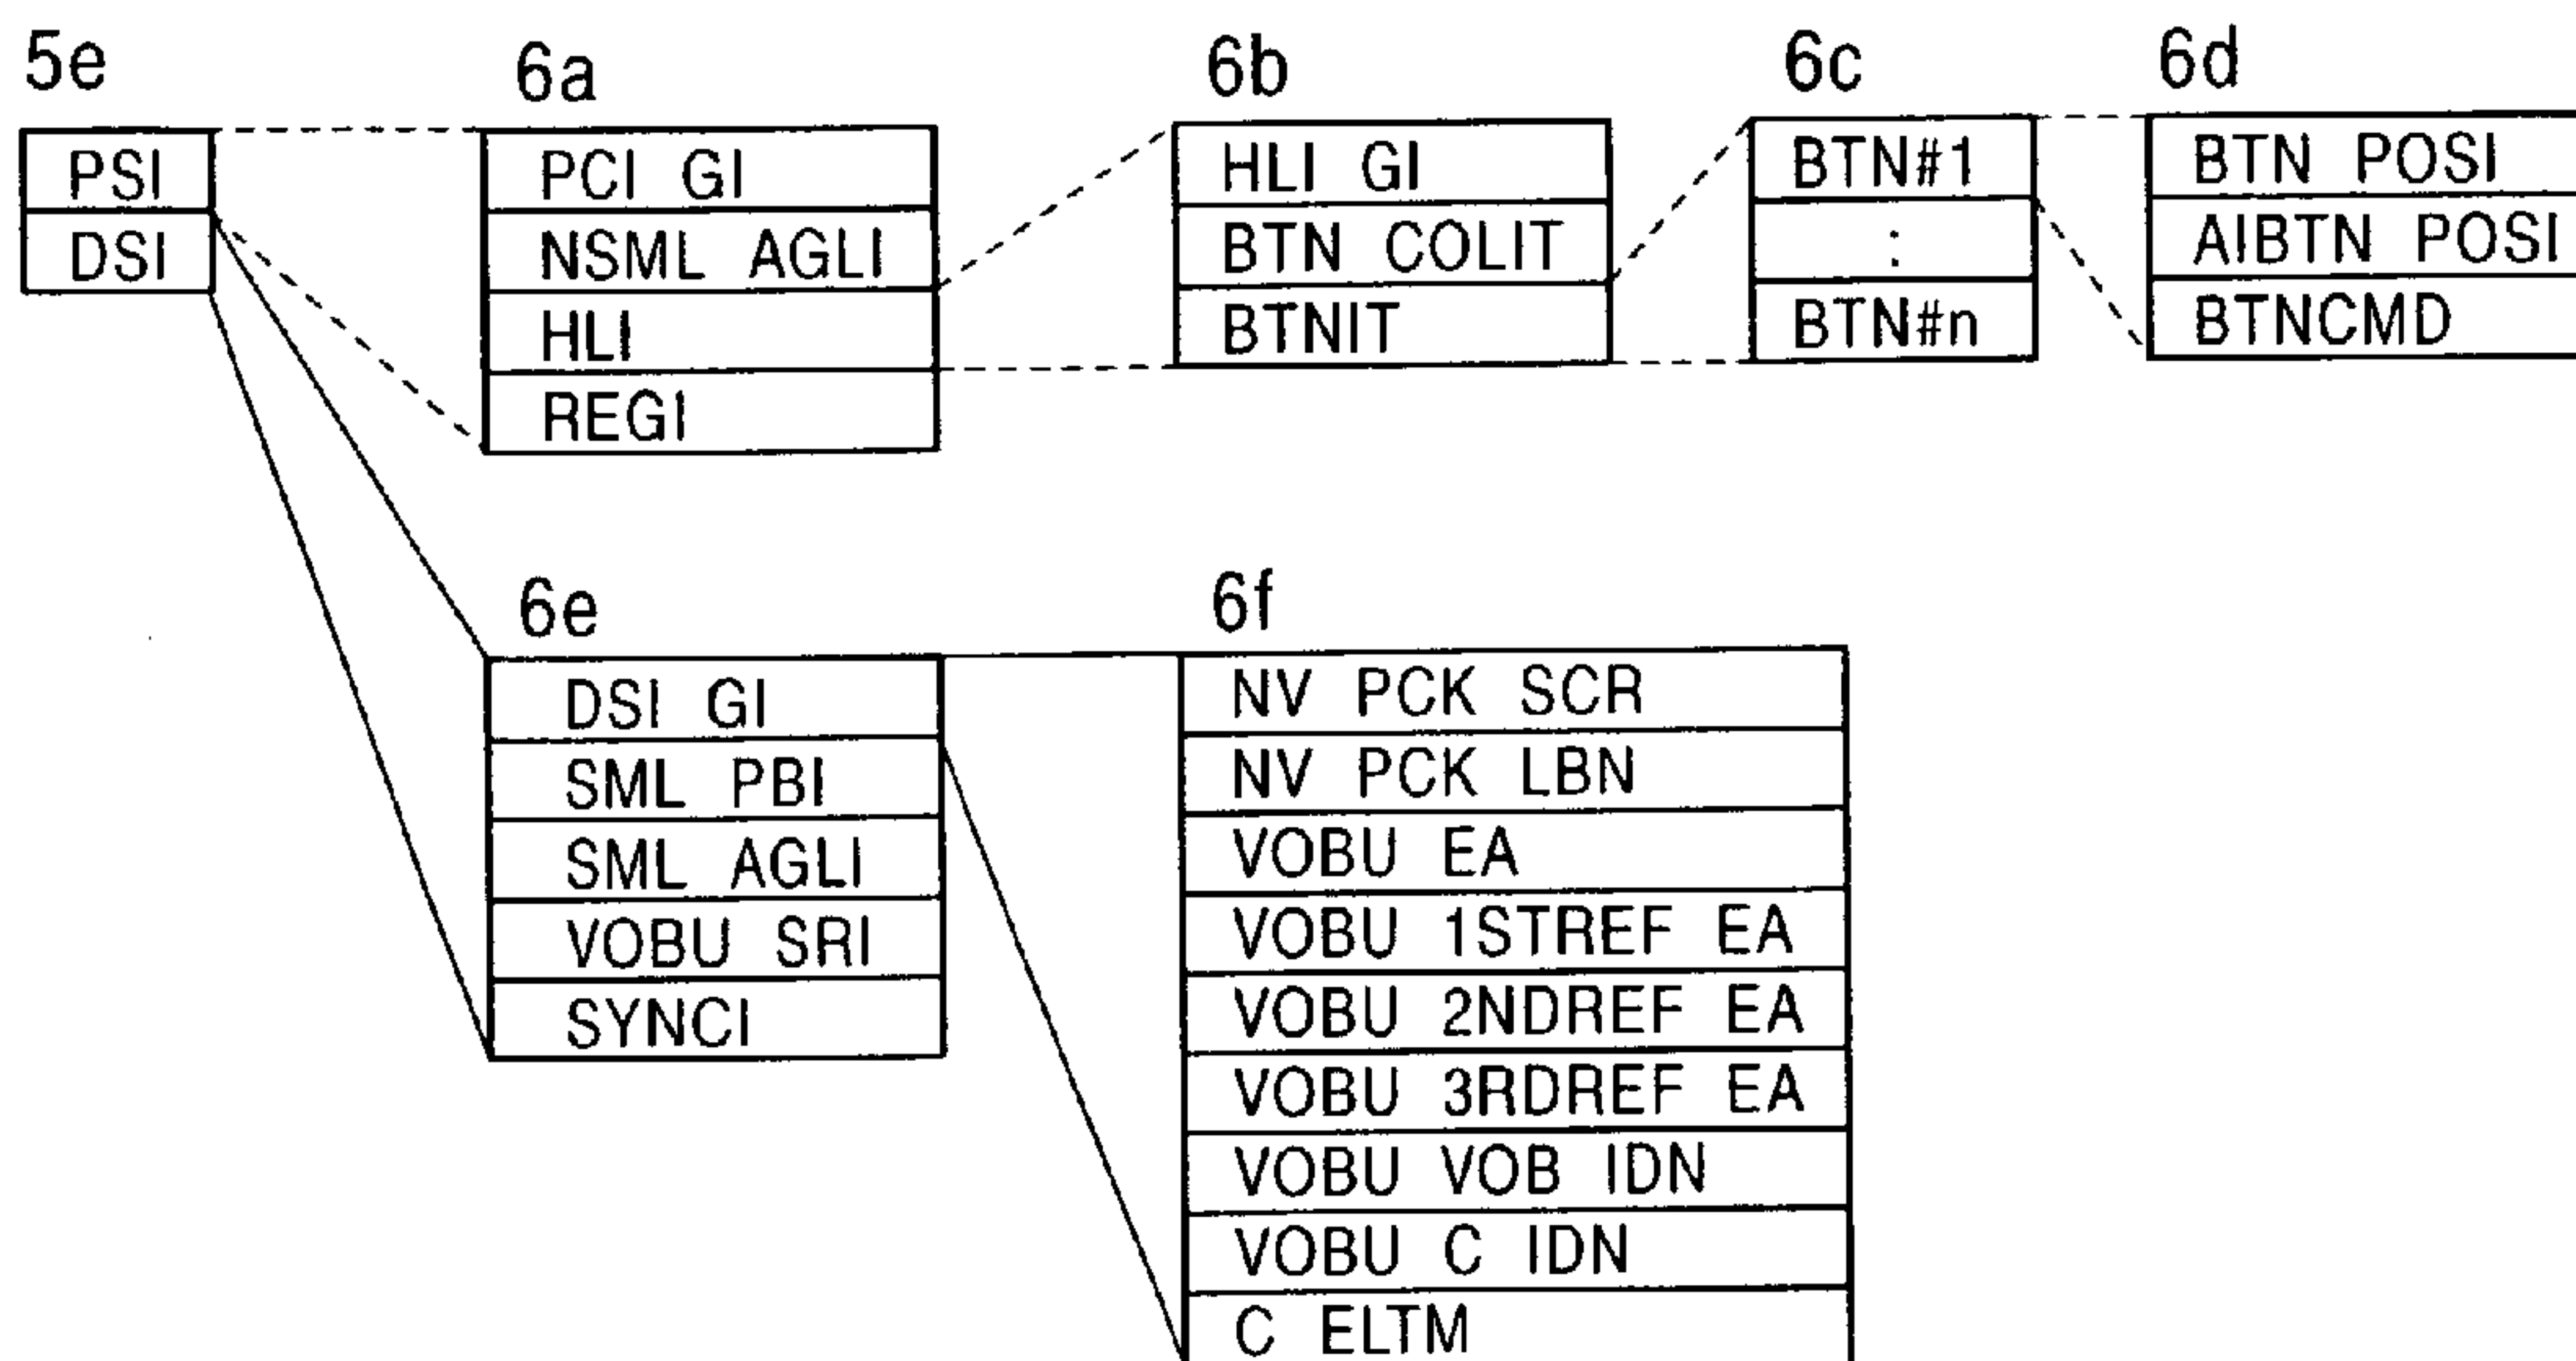 5e
PSI
DSI
6a
PCI GI
NSML AGLI
HLI
REGI
6b
HLI GI
BTN COLIT
BTNIT
6c
BTN#1
:
BTN#n
6d
BTN POSI
AIBTN POSI
BTNCMD
6e
DSI GI
SML PBI
SML AGLI
VOBU SRI
SYNCI
6f
NV PCK SCR
NV PCK LBN
VOBU EA
VOBU 1STREF EA
VOBU 2NDREF EA
VOBU 3RDREF EA
VOBU VOB IDN
VOBU C IDN
C ELTM